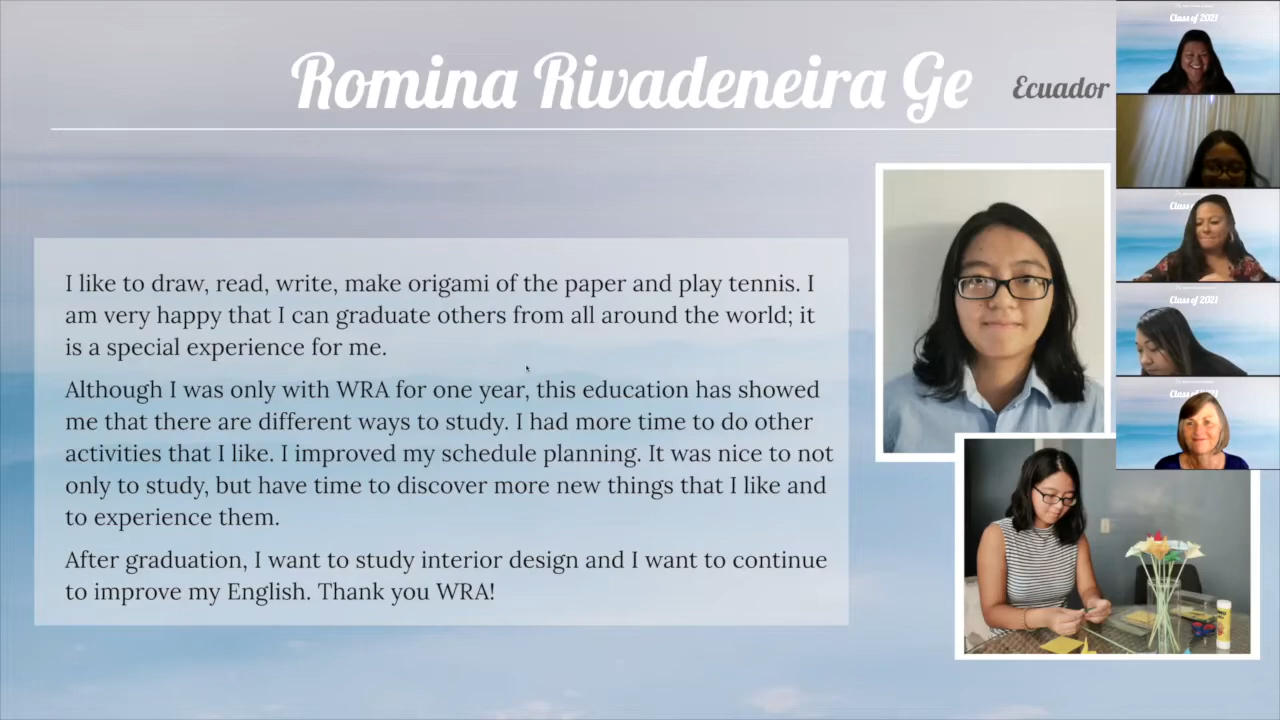 Romina Rivadeneira Ge
Ecuador
I like to draw, read, write, make origami of the paper and play tennis. I
am very happy that I can graduate others from all around the world; it
is a special experience for me.
Although I was only with WRA for one year, this education has showed
me that there are different ways to study. I had more time to do other
activities that I like. I improved my schedule planning. It was nice to not
only to study, but have time to discover more new things that I like and
to experience them.
After graduation, I want to study interior design and I want to continue
to improve my English. Thank you WRA!
Class of 2021
Class
Class of 2021
Class of